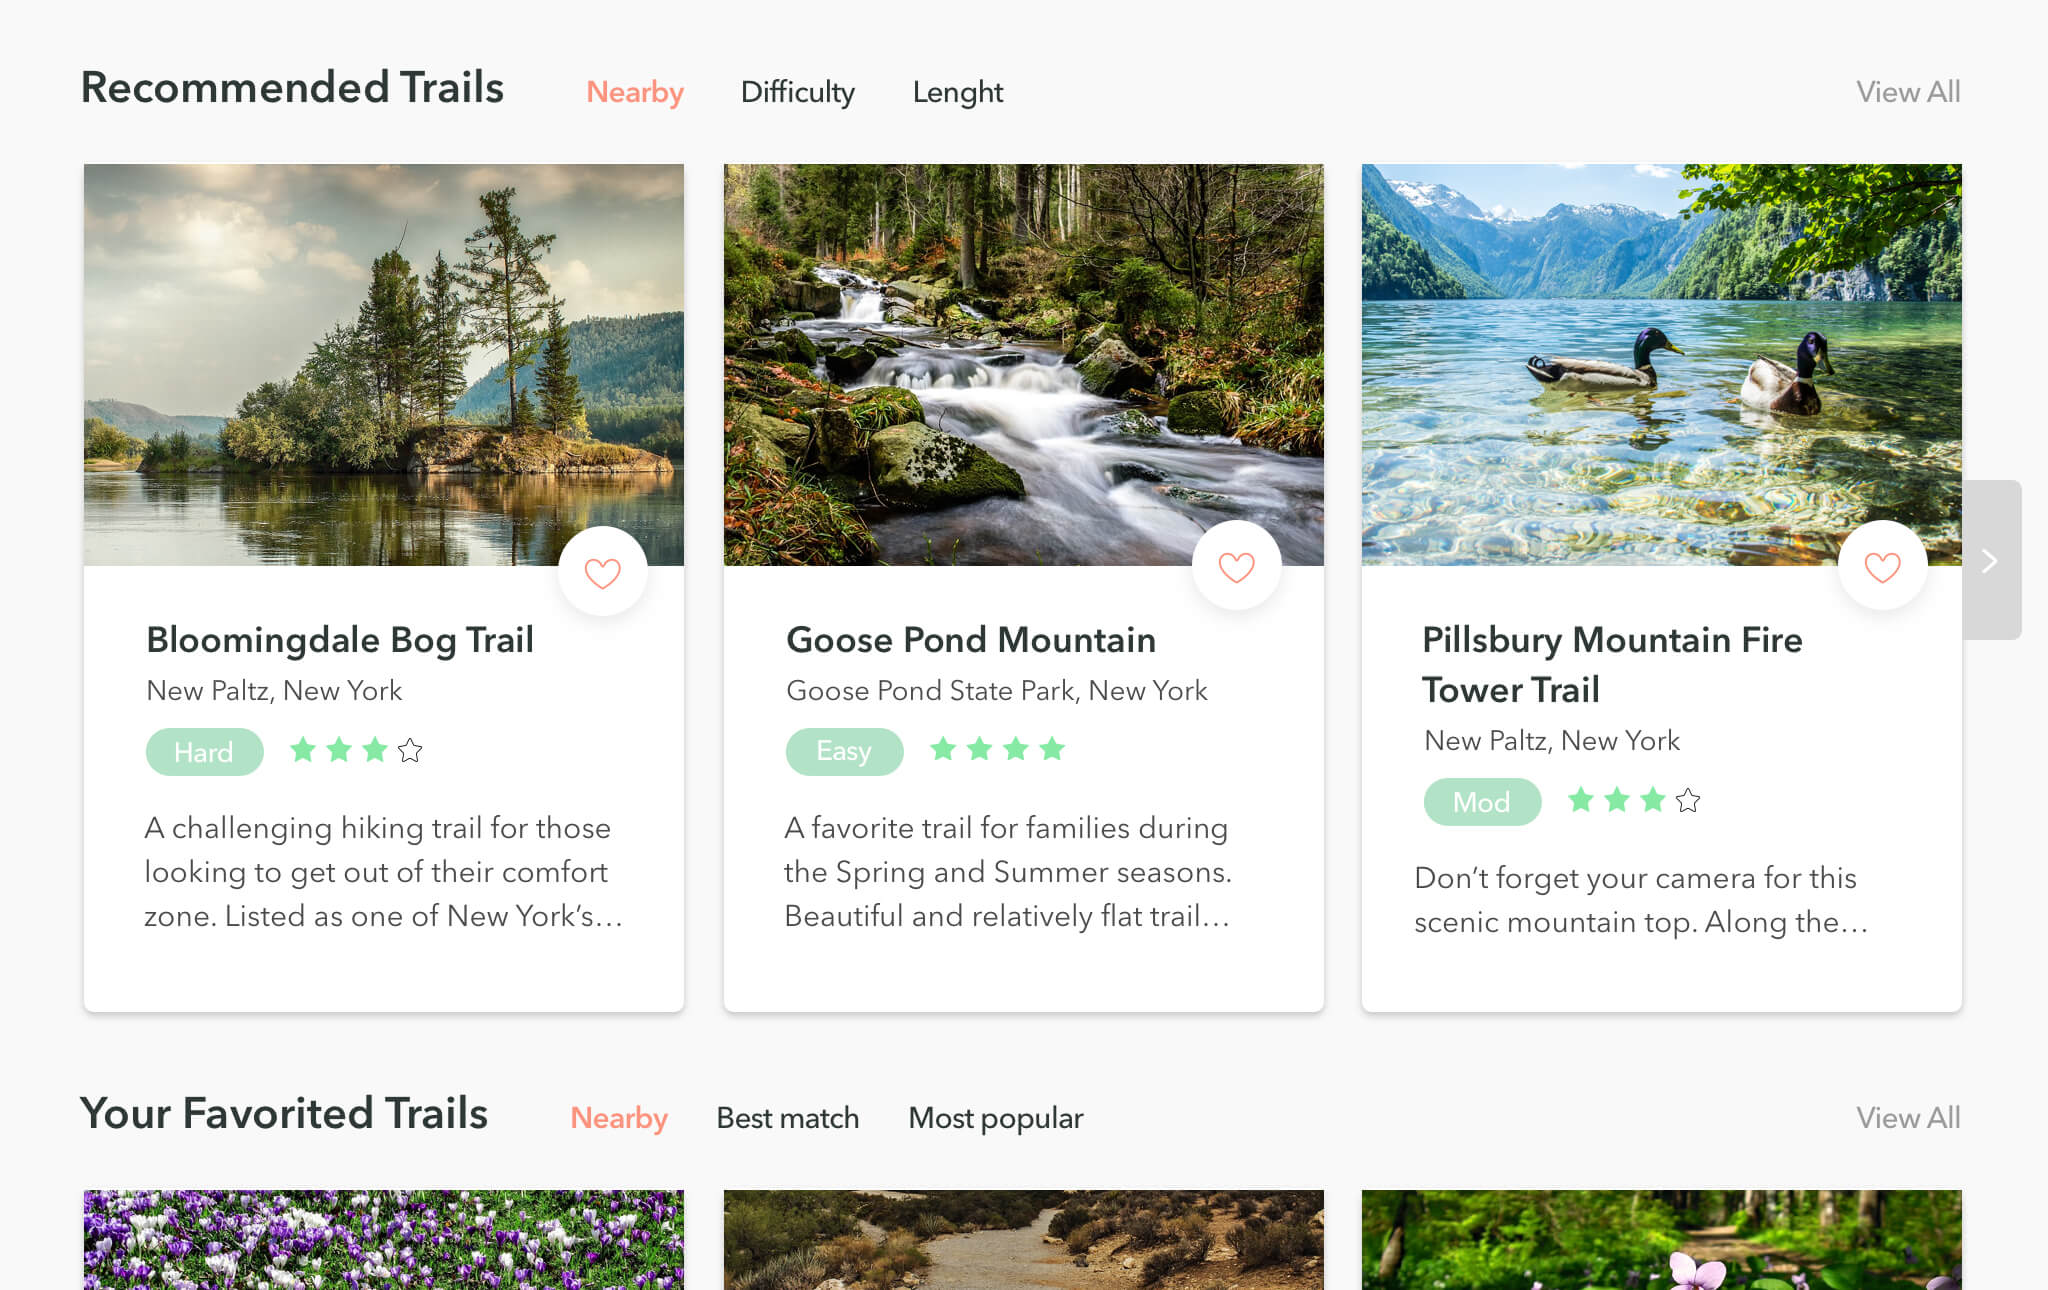 Recommended Trails Nearby Difficulty Lenght View All
Bloomingdale Bog Trail
New Paltz, New York
Hard
A challenging hiking trail for those
looking to get out of their comfort
zone. Listed as one of New York’s...
Goose Pond Mountain
Goose Pond State Park, New York
Easy
A favorite trail for families during
the Spring and Summer seasons.
Beautiful and relatively flat trail...
Pillsbury Mountain Fire
Tower Trail
New Paltz, New York
Mod
Don’t forget your camera for this
scenic mountain top. Along the...
Your Favorited Trails Nearby Best match Most popular View All